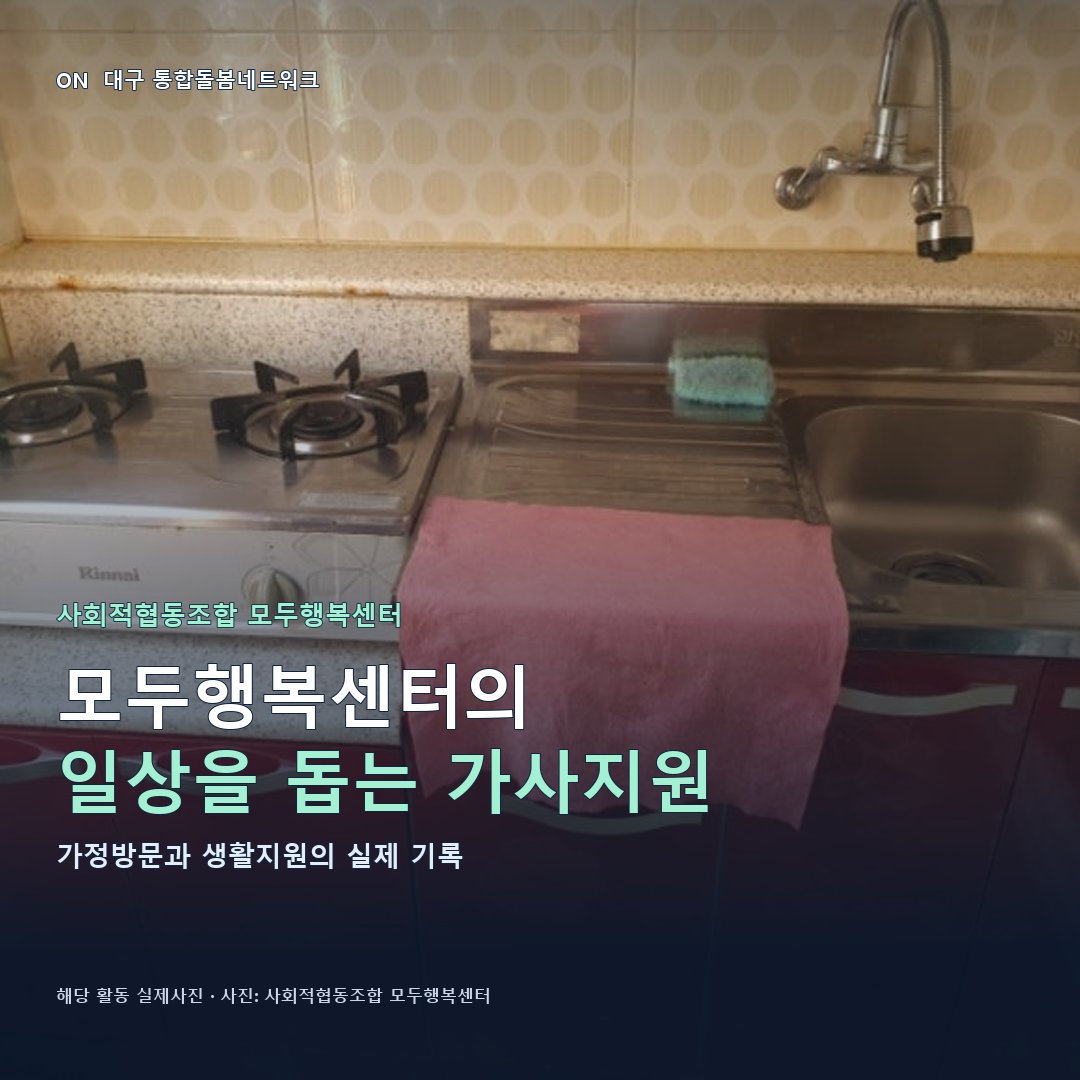 ON 대구 통합돌봄네트워크
Rinnai
사회적협동조합 모두행복센터
모두행복센터의
일상을 돕는 가사지원
가정방문과 생활지원의 실제 기록
해당 활동 실제사진 · 사진: 사회적협동조합 모두행복센터